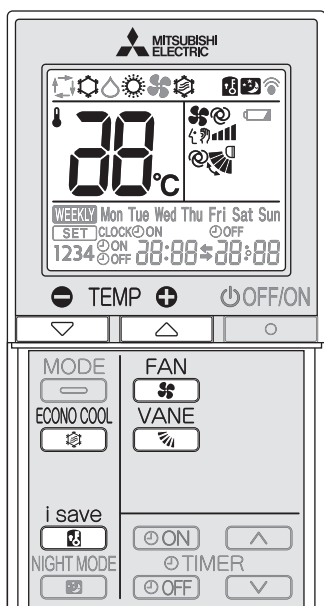 MITSUBISHI
ELECTRIC
88°C
WEEKLY Mon Tue Wed Thu Fri Sat Sun
SET CLOCK ON OFF
1234 ON OFF 88:88 88:88
TEMP OFF/ON
MODE FAN
ECONO COOL VANE
i save
ON
NIGHT MODE TIMER
OFF